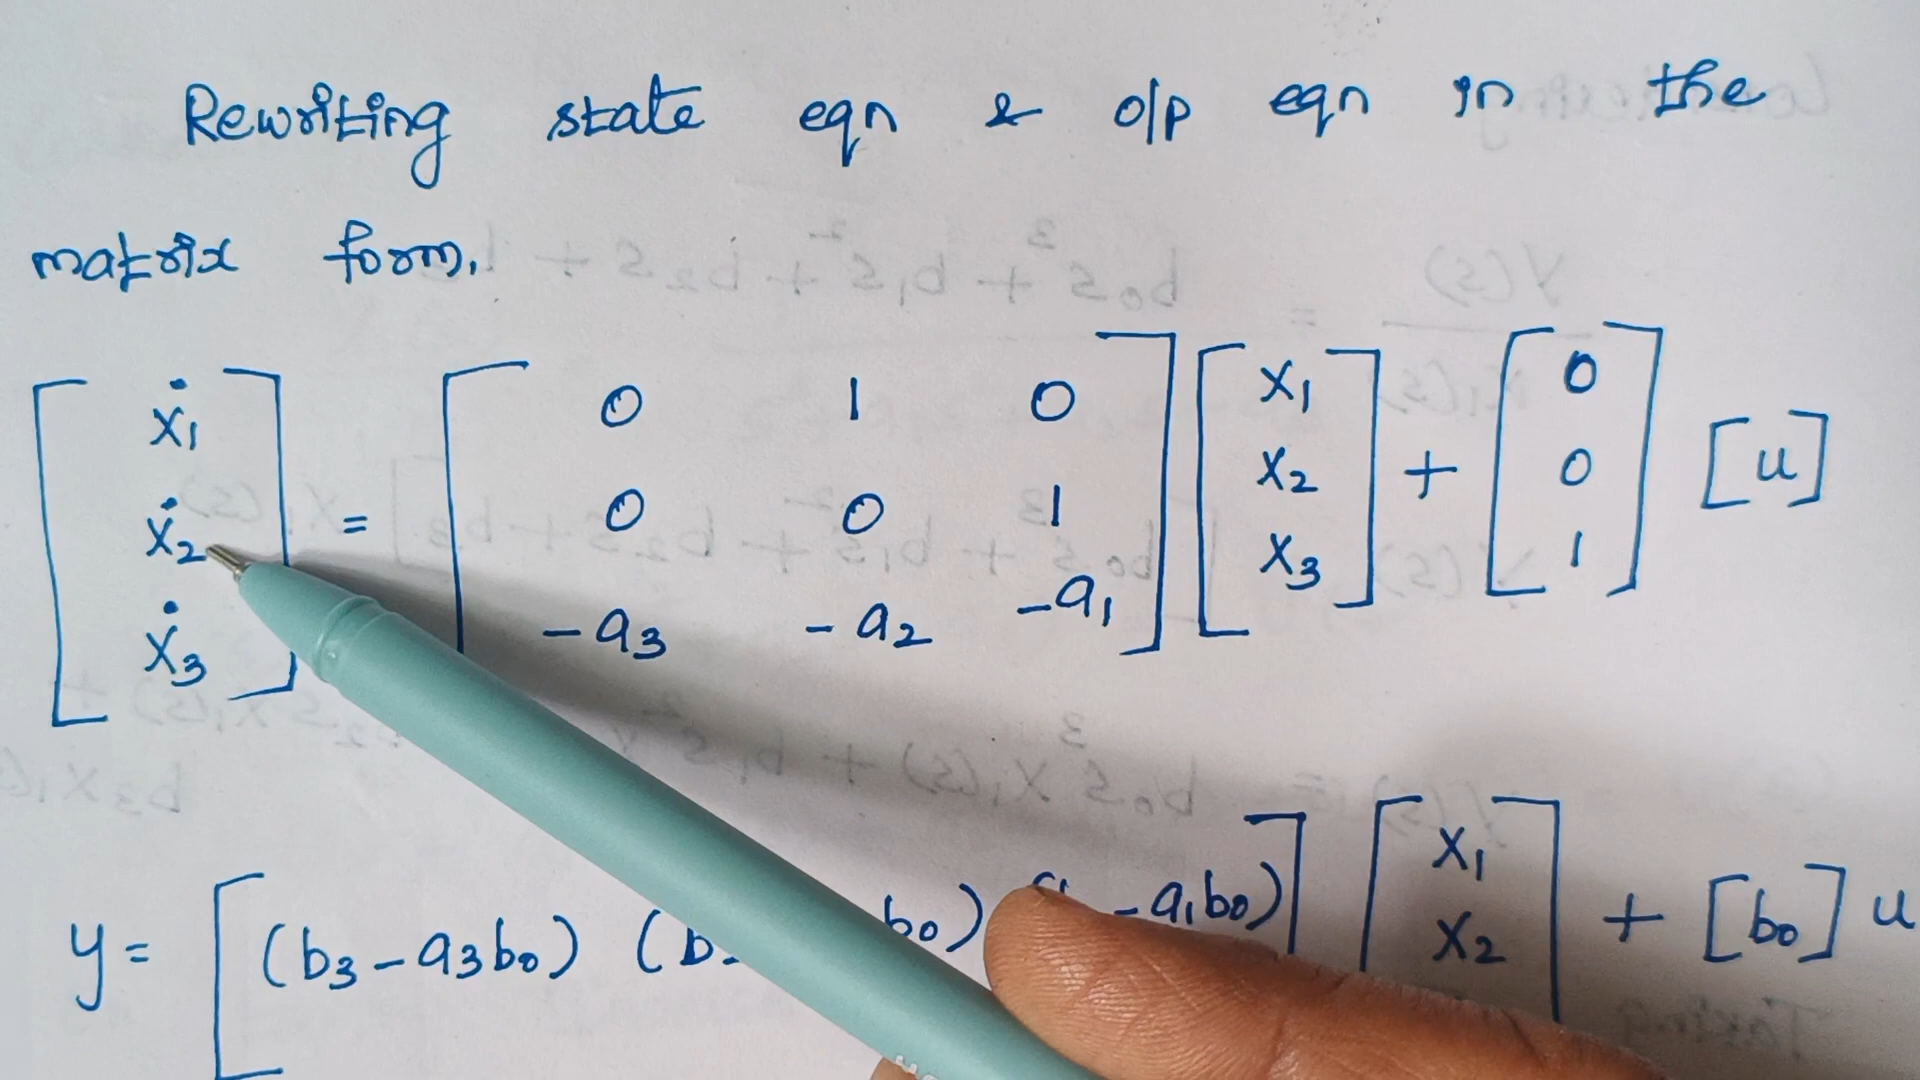 Rewriting state eqn & o/p eqn in the
matrix form.
[ẋ1 ẋ2 ẋ3] = [0 1 0 0 0 1 -a3 -a2 -a1] [x1 x2 x3] + [0 0 1] [u]
y = [(b3-a3b0) (b b0) -a1b0)] [x1 x2 + [b0] u